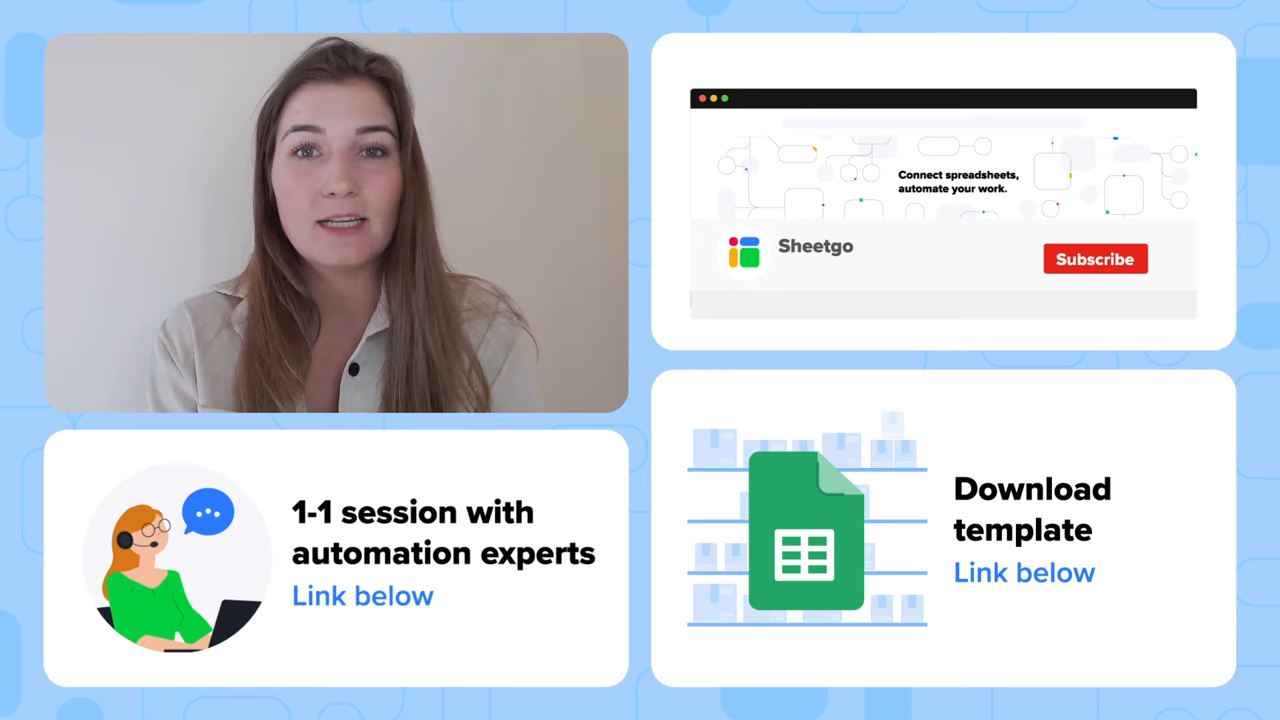 Connect spreadsheets,
automate your work.
Sheetgo
Subscribe
1-1 session with
automation experts
Link below
Download
template
Link below